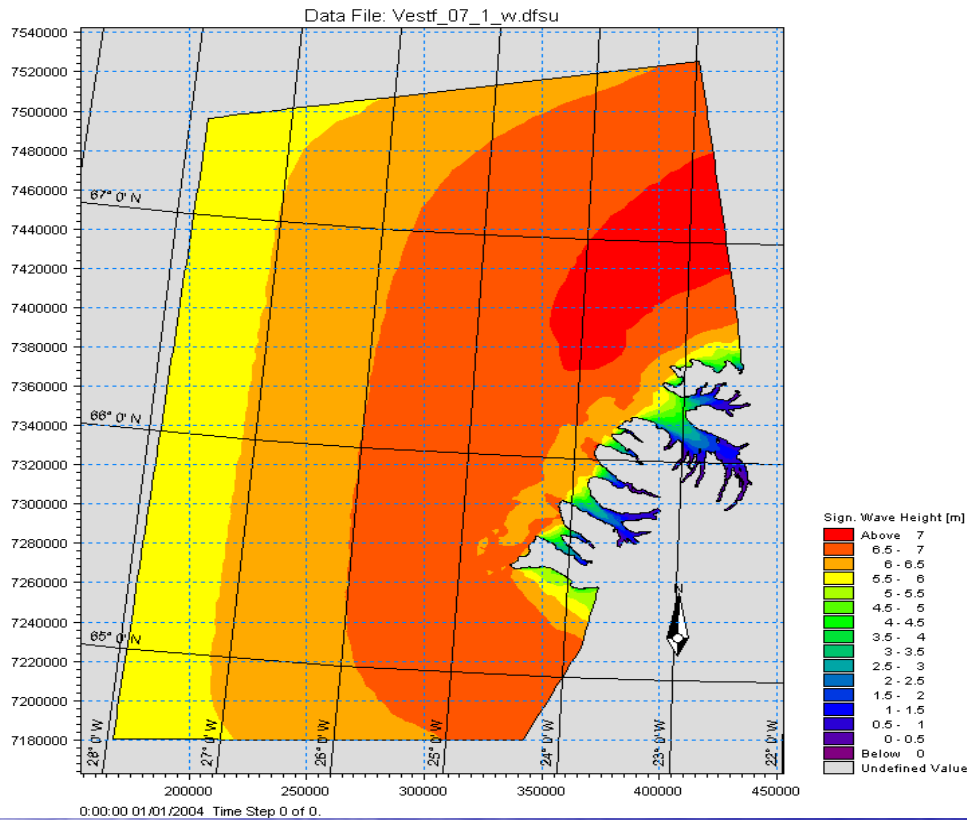 Data File: Vestf_07_1_w.dfsu
7540000
7520000
7500000
7480000
7460000
7440000
7420000
7400000
7380000
7360000
7340000
7320000
7300000
7280000
7260000
7240000
7220000
7200000
7180000
67° 0' N
66° 0' N
65° 0' N
28° 0' W
27° 0' W
26° 0' W
25° 0' W
24° 0' W
23° 0' W
22° 0' W
N
200000
250000
300000
350000
400000
450000
0:00:00 01/01/2004 Time Step 0 of 0.
Sign. Wave Height [m]
Above 7
6.5 - 7
6 - 6.5
5.5 - 6
5 - 5.5
4.5 - 5
4 - 4.5
3.5 - 4
3 - 3.5
2.5 - 3
2 - 2.5
1.5 - 2
1 - 1.5
0.5 - 1
0 - 0.5
Below 0
Undefined Value